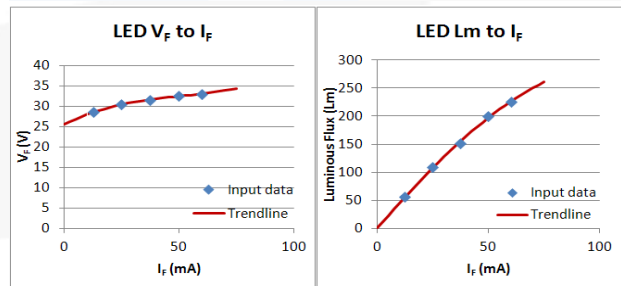 LED VF to IF
40
35
30
25
20
15
10
5
0
VF (V)
Input data
Trendline
0 50 100
IF (mA)
LED Lm to IF
300
250
200
150
100
50
0
Luminous Flux (Lm)
Input data
Trendline
0 50 100
IF (mA)